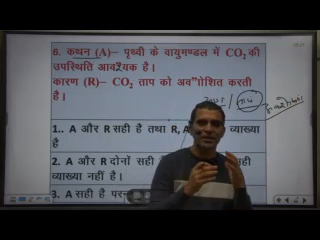 6. कथन (A)– पृथ्वी के वायुमण्डल में CO2 की
उपस्थिति आवश्यक है।
कारण (R)– CO2 ताप को अवशोशित करती
है।
1.. A और R सही है तथा R, A व्याख्या
है
2. A और R दोनों सही है सही
व्याख्या नहीं है।
3. A सही है